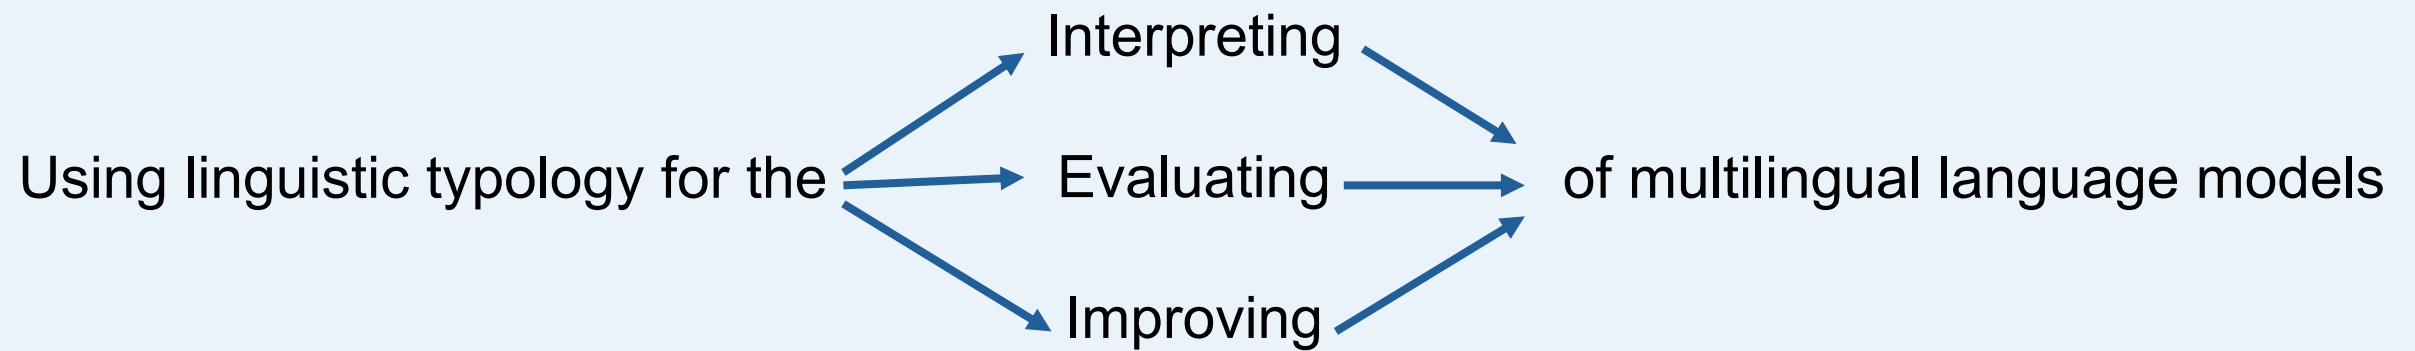 Interpreting
Using linguistic typology for the Evaluating of multilingual language models
Improving